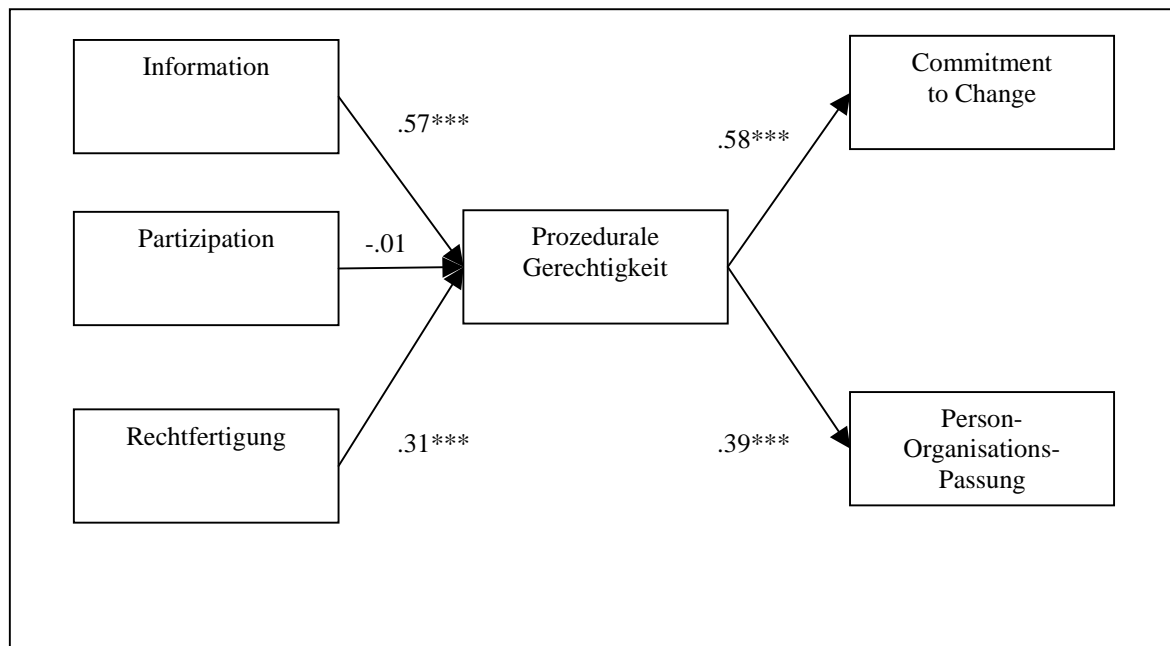 Information
Commitment
to Change
.57***
.58***
Partizipation
-.01
Prozedurale
Gerechtigkeit
Rechtfertigung
.31***
.39***
Person-
Organisations-
Passung